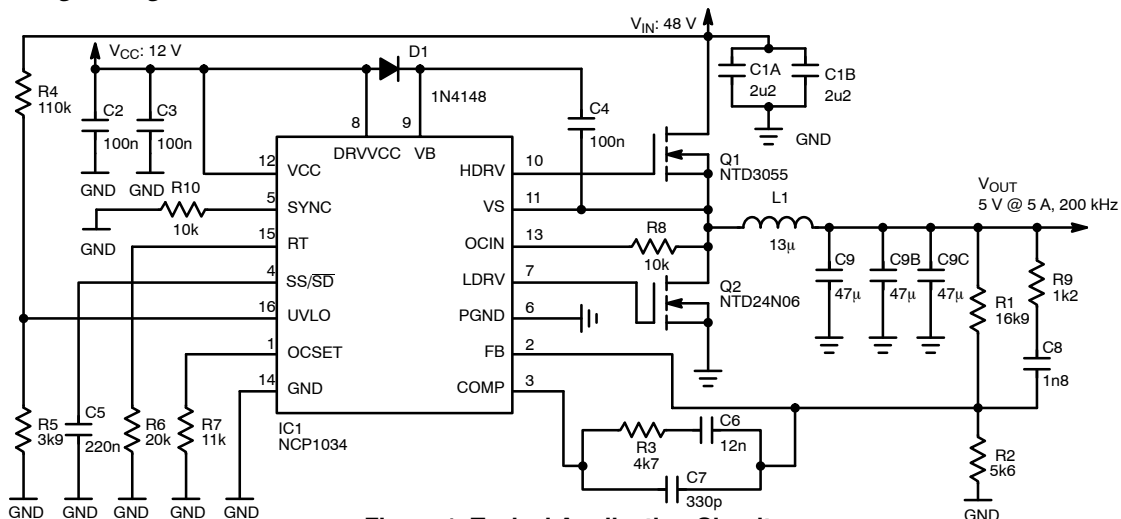 VIN: 48 V
VCC: 12 V
D1
1N4148
R4
110k
C2
100n
C3
100n
GND
GND
C4
100n
C1A
2u2
C1B
2u2
GND
8
9
DRVVCC
VB
12
VCC
5
SYNC
15
RT
4
SS/SD
16
UVLO
1
OCSET
14
GND
HDRV
10
VS
11
OCIN
13
LDRV
7
PGND
6
FB
2
COMP
3
IC1
NCP1034
R10
10k
GND
Q1
NTD3055
R8
10k
Q2
NTD24N06
L1
13μ
VOUT
5 V @ 5 A, 200 kHz
C9
47μ
C9B
47μ
C9C
47μ
R1
16k9
R9
1k2
C8
1n8
R2
5k6
GND
R3
4k7
C6
12n
C7
330p
R5
3k9
C5
220n
R6
20k
R7
11k
GND
GND
GND
GND
GND